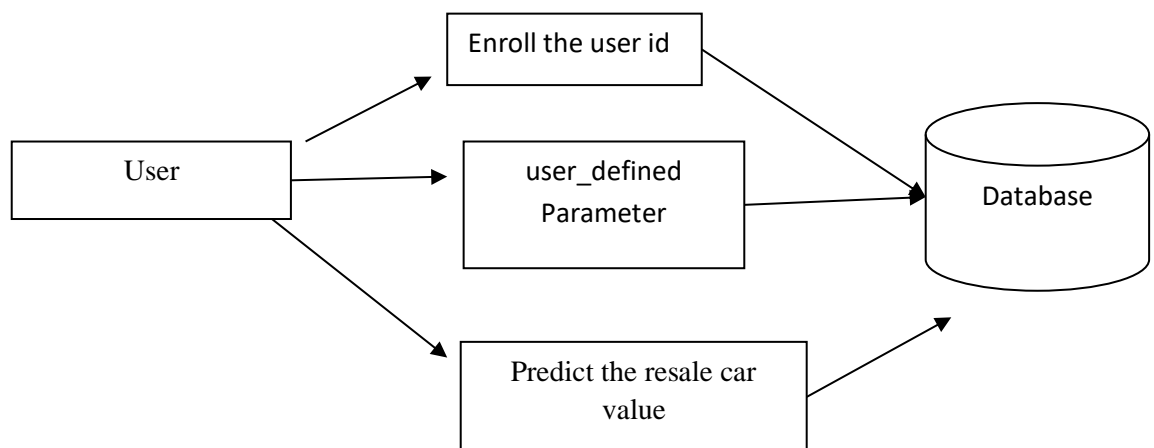 Enroll the user id
User
user_defined
Parameter
Database
Predict the resale car
value